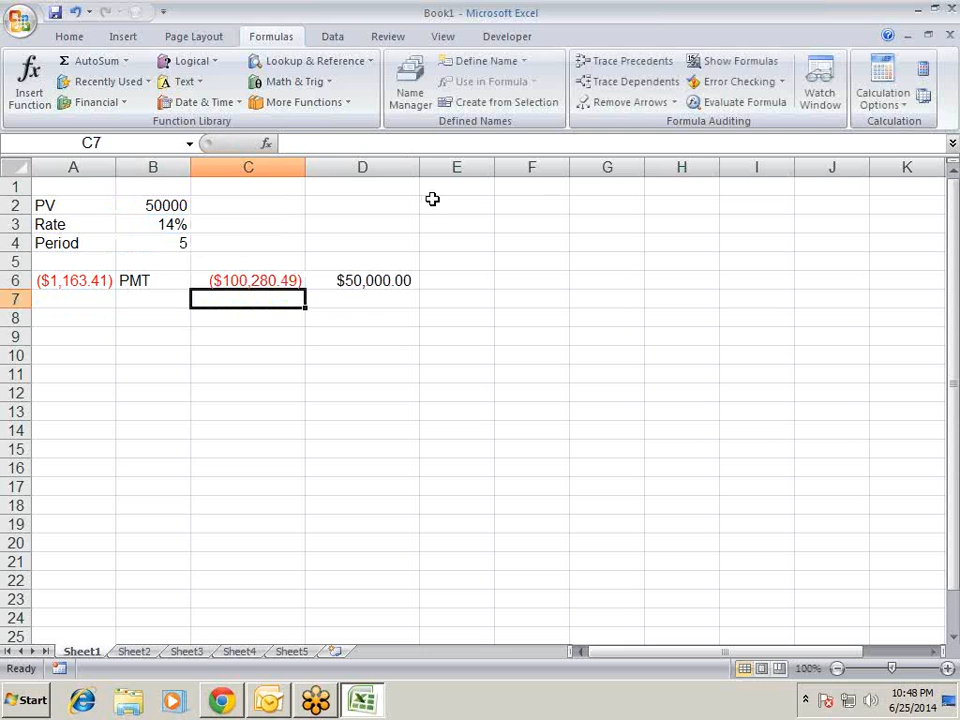 Book1 - Microsoft Excel
Home Insert Page Layout Formulas Data Review View Developer
fx Insert Function
Σ AutoSum
Recently Used
Financial
Logical
Text
Date & Time
Lookup & Reference
Math & Trig
More Functions
Function Library
Name Manager
Define Name
Use in Formula
Create from Selection
Defined Names
Trace Precedents
Trace Dependents
Remove Arrows
Show Formulas
Error Checking
Evaluate Formula
Formula Auditing
Watch Window
Calculation Options
Calculation
C7 fx
A B C D E F G H I J K
1
2 PV 50000
3 Rate 14%
4 Period 5
5
6 ($1,163.41) PMT ($100,280.49) $50,000.00
7
8
9
10
11
12
13
14
15
16
17
18
19
20
21
22
23
24
25
Sheet1 Sheet2 Sheet3 Sheet4 Sheet5
Ready 100%
Start 10:48 PM
6/25/2014